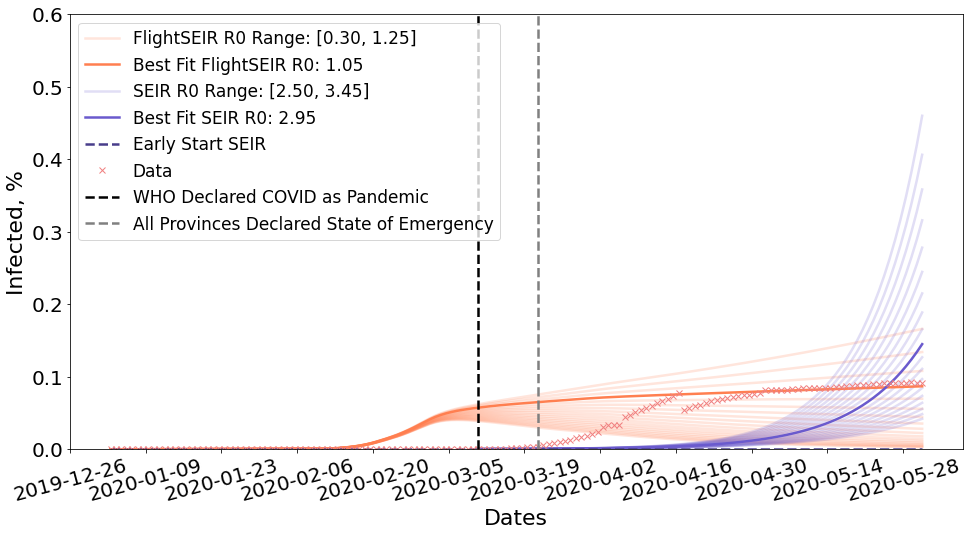 0.6
0.5
0.4
0.3
0.2
0.1
0.0
Infected, %
FlightSEIR R0 Range: [0.30, 1.25]
Best Fit FlightSEIR R0: 1.05
SEIR R0 Range: [2.50, 3.45]
Best Fit SEIR R0: 2.95
Early Start SEIR
Data
WHO Declared COVID as Pandemic
All Provinces Declared State of Emergency
2019-12-26
2020-01-09
2020-01-23
2020-02-06
2020-02-20
2020-03-05
2020-03-19
2020-04-02
2020-04-16
2020-04-30
2020-05-14
2020-05-28
Dates